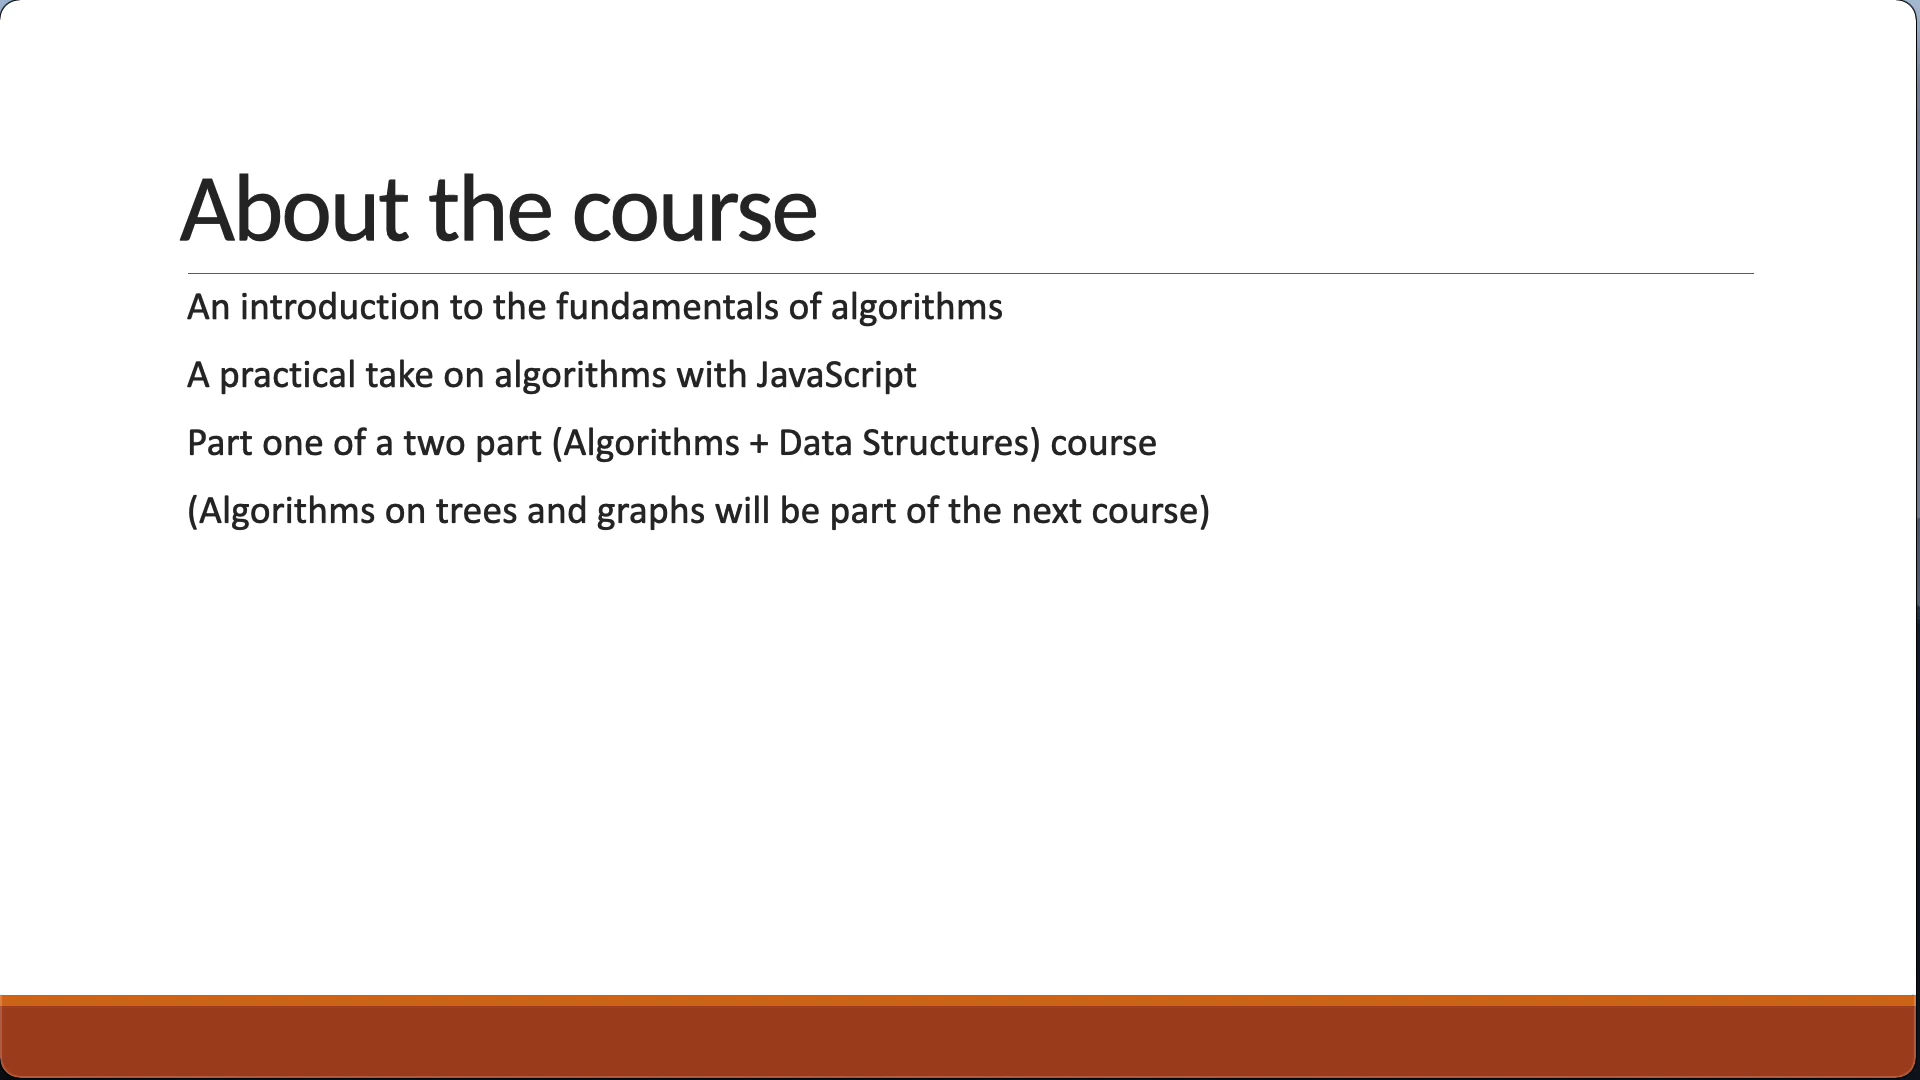 About the course
An introduction to the fundamentals of algorithms
A practical take on algorithms with JavaScript
Part one of a two part (Algorithms + Data Structures) course
(Algorithms on trees and graphs will be part of the next course)